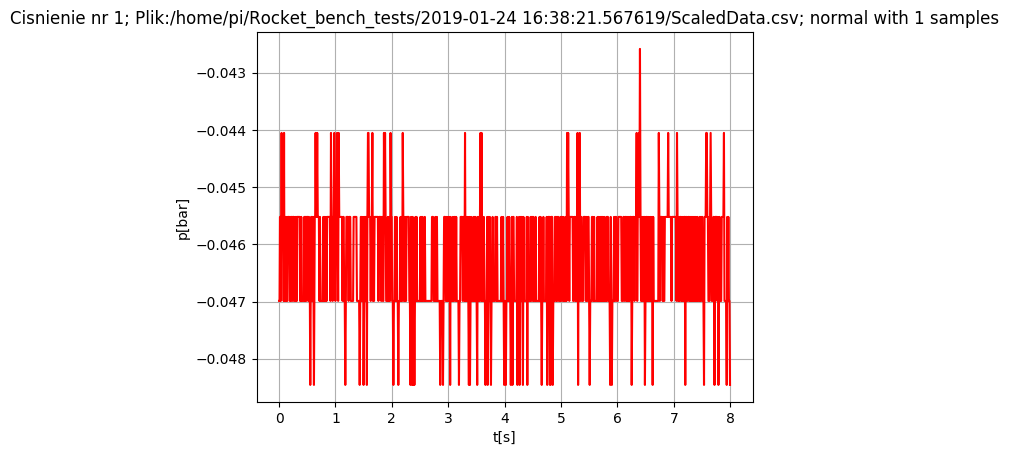 Cisnienie nr 1; Plik:/home/pi/Rocket_bench_tests/2019-01-24 16:38:21.567619/ScaledData.csv; normal with 1 samples
−0.043
−0.044
−0.045
−0.046
−0.047
−0.048
p[bar]
0 1 2 3 4 5 6 7 8
t[s]